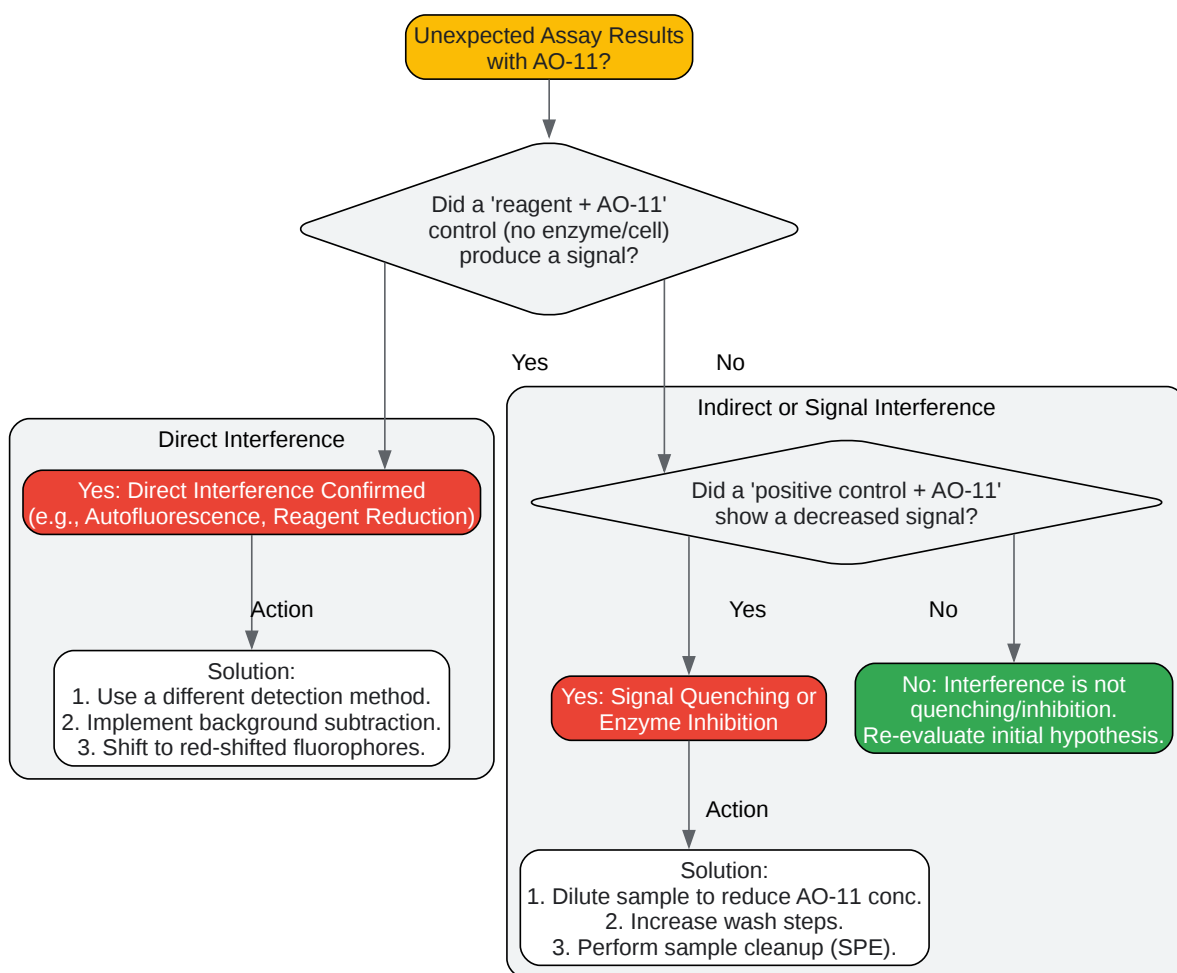 Unexpected Assay Results
with AO-11?
Did a 'reagent + AO-11'
control (no enzyme/cell)
produce a signal?
Yes
No
Direct Interference
Yes: Direct Interference Confirmed
(e.g., Autofluorescence, Reagent Reduction)
Action
Solution:
1. Use a different detection method.
2. Implement background subtraction.
3. Shift to red-shifted fluorophores.
Indirect or Signal Interference
Did a 'positive control + AO-11'
show a decreased signal?
Yes
No
Yes: Signal Quenching or
Enzyme Inhibition
No: Interference is not
quenching/inhibition.
Re-evaluate initial hypothesis.
Action
Solution:
1. Dilute sample to reduce AO-11 conc.
2. Increase wash steps.
3. Perform sample cleanup (SPE).